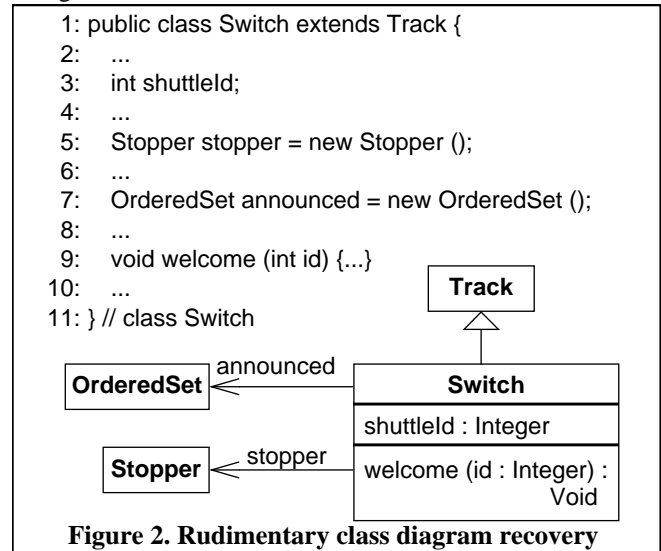 1: public class Switch extends Track {
2: ...
3: int shuttleId;
4: ...
5: Stopper stopper = new Stopper ();
6: ...
7: OrderedSet announced = new OrderedSet ();
8: ...
9: void welcome (int id) {...}
10: ...
11: } // class Switch
Track
announced
OrderedSet
Switch
shuttleId : Integer
stopper
Stopper
welcome (id : Integer) :
Void
Figure 2. Rudimentary class diagram recovery